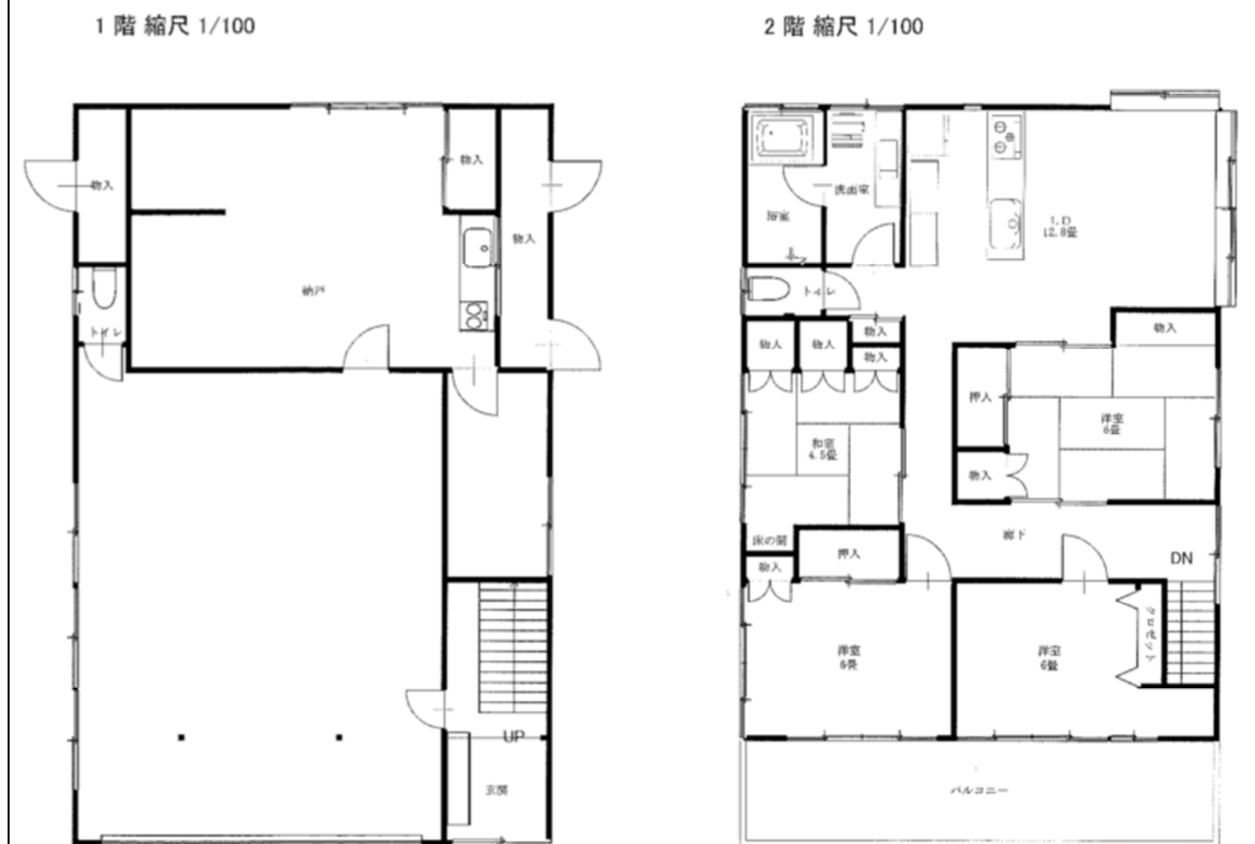 1 階 縮尺 1/100
物入
物入
物入
納戸
トイレ
UP
玄関
2 階 縮尺 1/100
浴室
洗面室
L.D
12.8畳
トイレ
物入
物入
物入
物入
物入
押入
洋室
和室
4.5畳
物入
床の間
押入
廊下
DN
物入
洋室
6畳
洋室
6畳
クロゼット
バルコニー